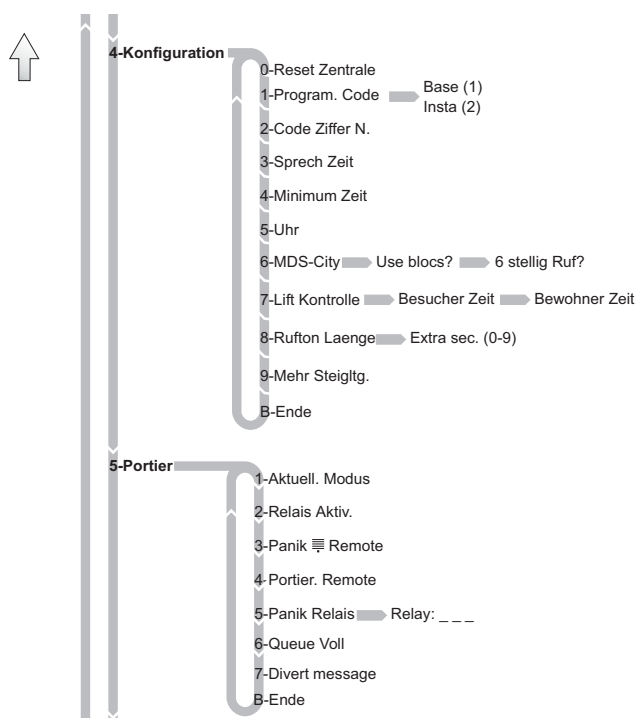 4-Konfiguration
0-Reset Zentrale
1-Program. Code
Base (1)
Insta (2)
2-Code Ziffer N.
3-Sprech Zeit
4-Minimum Zeit
5-Uhr
6-MDS-City Use blocs? 6 stellig Ruf?
7-Lift Kontrolle Besucher Zeit Bewohner Zeit
8-Rufton Laenge Extra sec. (0-9)
9-Mehr Steigltg.
B-Ende
5-Portier
1-Aktuell. Modus
2-Relais Aktiv.
3-Panik Remote
4-Portier. Remote
5-Panik Relais Relay: _ _ _
6-Queue Voll
7-Divert message
B-Ende